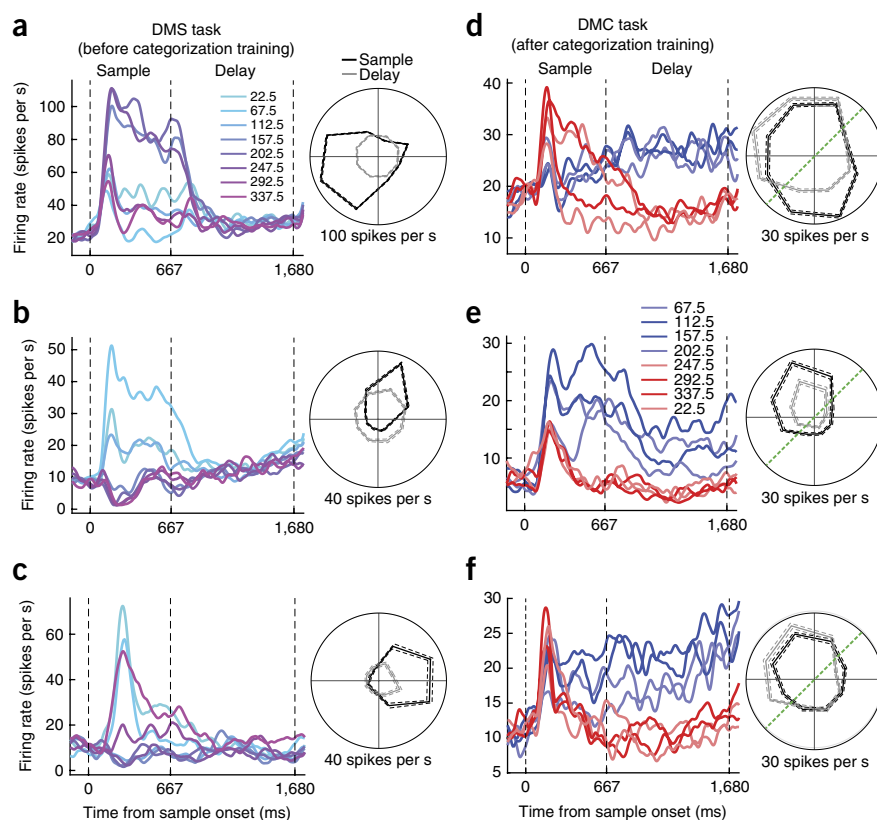 a
DMS task
(before categorization training)
Sample Delay
Sample
Delay
22.5
67.5
112.5
157.5
202.5
247.5
292.5
337.5
Firing rate (spikes per s)
100
80
60
40
20
0 667 1,680
100 spikes per s
b
Firing rate (spikes per s)
50
40
30
20
10
0
0 667 1,680
40 spikes per s
c
Firing rate (spikes per s)
60
40
20
0
0 667 1,680
Time from sample onset (ms)
40 spikes per s
d
DMC task
(after categorization training)
Sample Delay
40
30
20
10
0 667 1,680
30 spikes per s
e
67.5
112.5
157.5
202.5
247.5
292.5
337.5
22.5
30
20
10
0 667 1,680
30 spikes per s
f
30
25
20
15
10
5
0 667 1,680
Time from sample onset (ms)
30 spikes per s